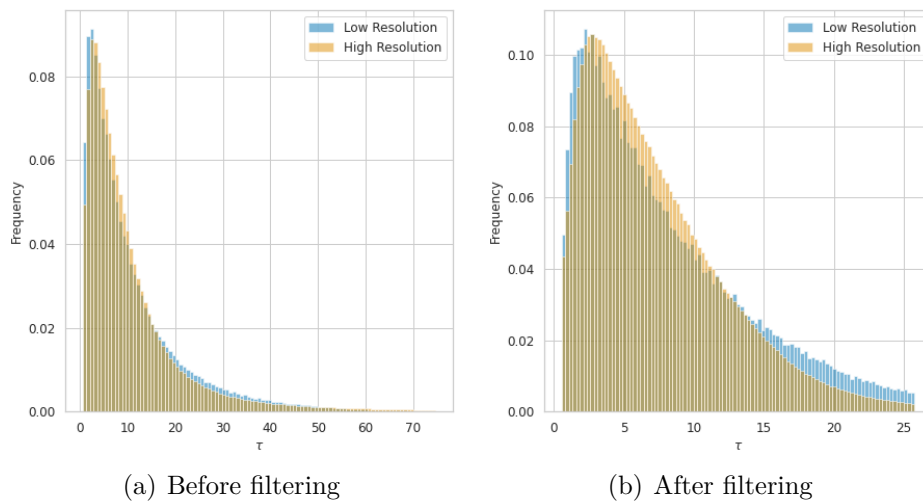 Low Resolution
High Resolution
Frequency
0.08
0.06
0.04
0.02
0.00
0 10 20 30 40 50 60 70
τ
(a) Before filtering
Low Resolution
High Resolution
Frequency
0.10
0.08
0.06
0.04
0.02
0.00
0 5 10 15 20 25
τ
(b) After filtering